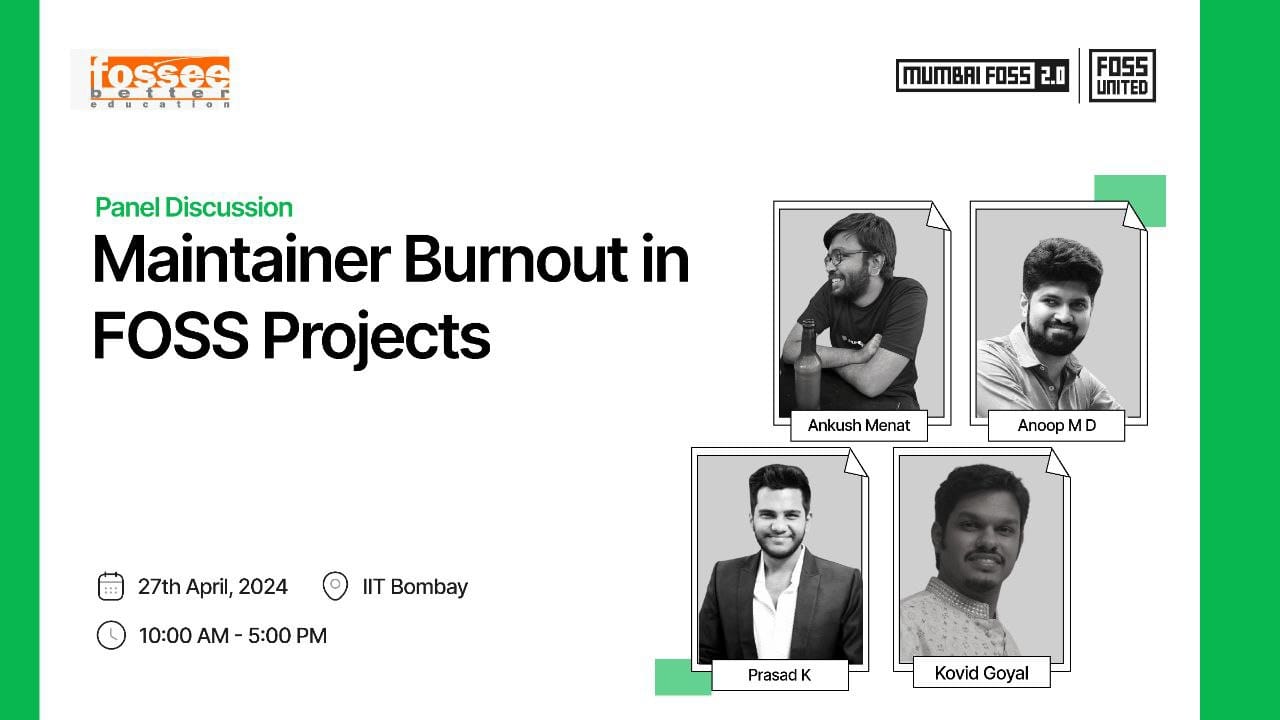 fossee
better
education
MUMBAI FOSS 2.0
FOSS
UNITED
Panel Discussion
Maintainer Burnout in
FOSS Projects
Ankush Menat
Anoop M D
Prasad K
Kovid Goyal
27th April, 2024
IIT Bombay
10:00 AM - 5:00 PM